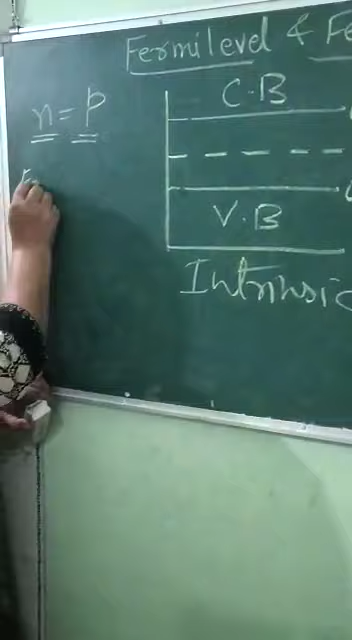 Fermi level & Fe
n = p
C.B
V.B
Intrinsic